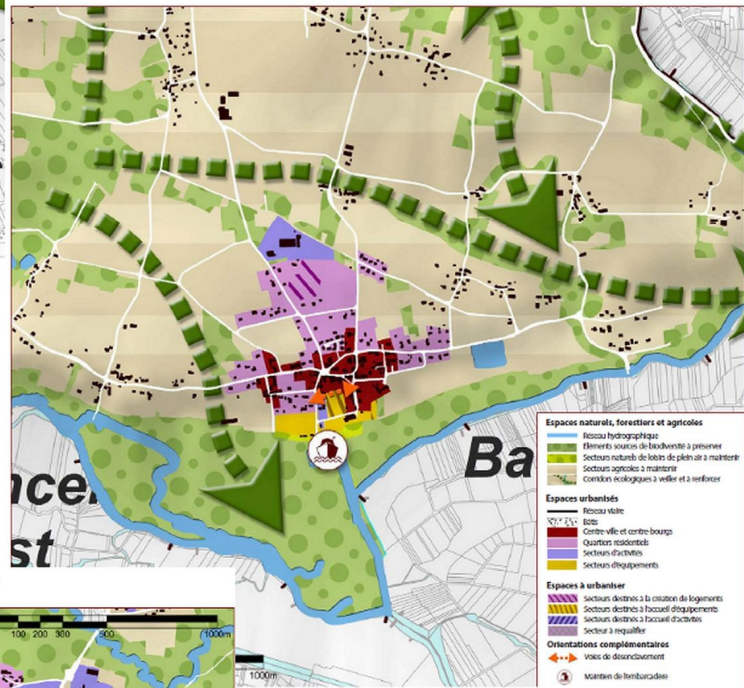 ncel
st
Ba
Espaces naturels, forestiers et agricoles
Réseau hydrographique
Eléments sources de biodiversité à préserver
Secteurs naturels de loisirs de plein air à maintenir
Secteurs agricoles à maintenir
Corridors écologiques à veiller et à renforcer
Espaces urbanisés
Réseau viaire
Bâtis
Centre-ville et centre-bourgs
Quartiers résidentiels
Secteurs d'activités
Secteurs d'équipements
Espaces à urbaniser
Secteurs destinés à la création de logements
Secteurs destinés à l'accueil d'équipements
Secteurs destinés à l'accueil d'activités
Secteur à requalifier
Orientations complémentaires
Voies de désenclavement
Maintien de l'embarcadère
100 200 300 500 1000m
1000m